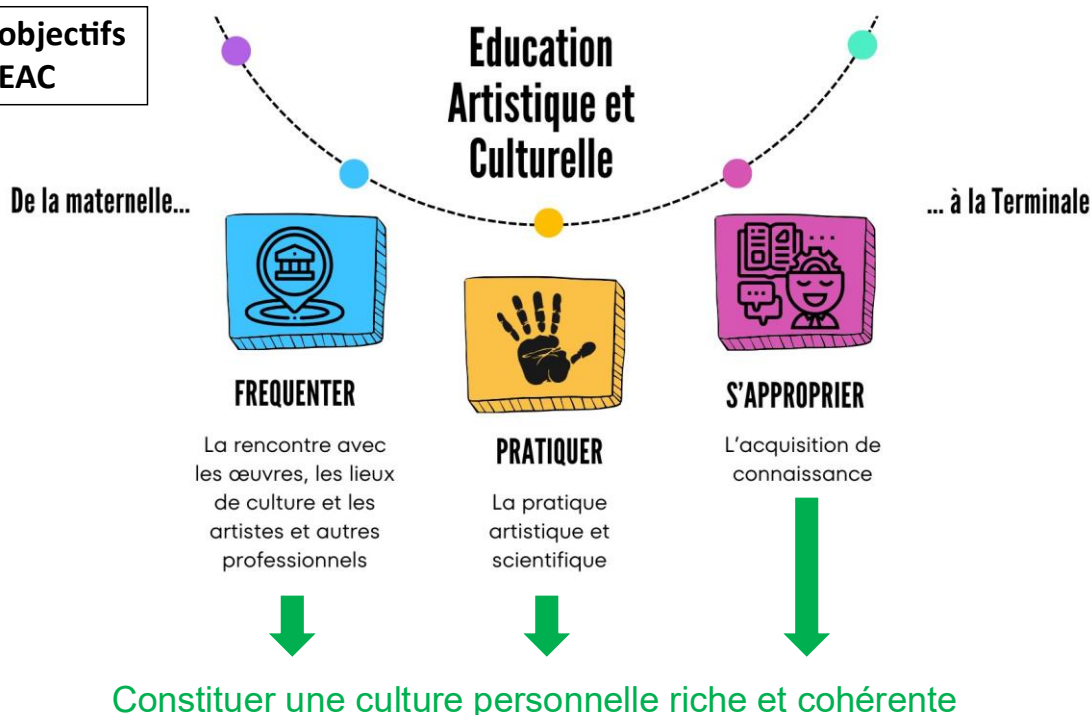 objectifs
EAC
Education
Artistique et
Culturelle
De la maternelle...
... à la Terminale
FREQUENTER
La rencontre avec
les œuvres, les lieux
de culture et les
artistes et autres
professionnels
PRATIQUER
La pratique
artistique et
scientifique
S'APPROPRIER
L'acquisition de
connaissance
Constituer une culture personnelle riche et cohérente